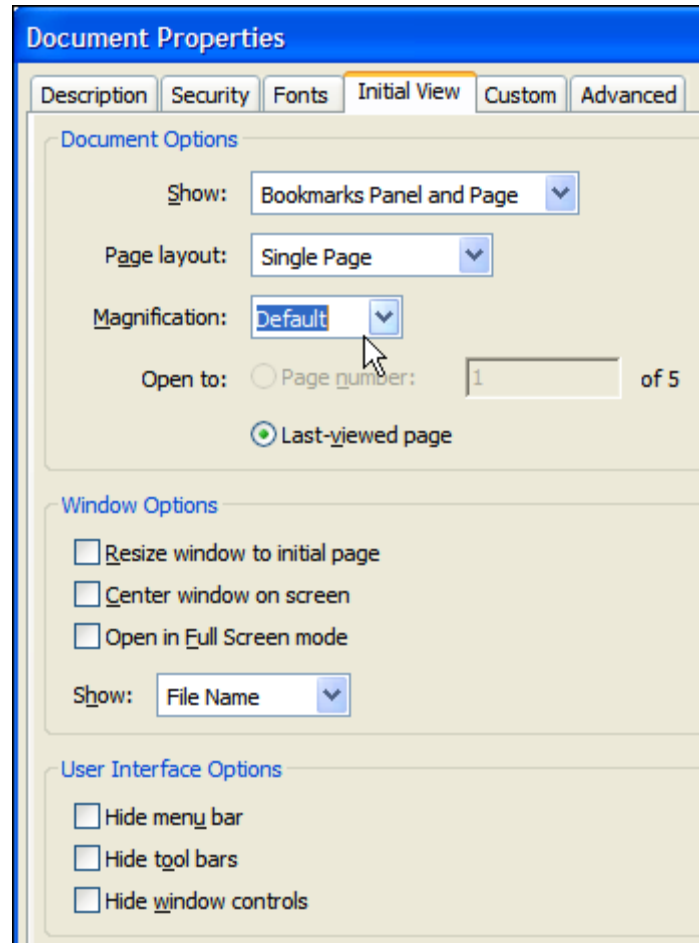 Document Properties
Description Security Fonts Initial View Custom Advanced
Document Options
Show: Bookmarks Panel and Page
Page layout: Single Page
Magnification: Default
Open to: Page number: 1 of 5
Last-viewed page
Window Options
Resize window to initial page
Center window on screen
Open in Full Screen mode
Show: File Name
User Interface Options
Hide menu bar
Hide tool bars
Hide window controls